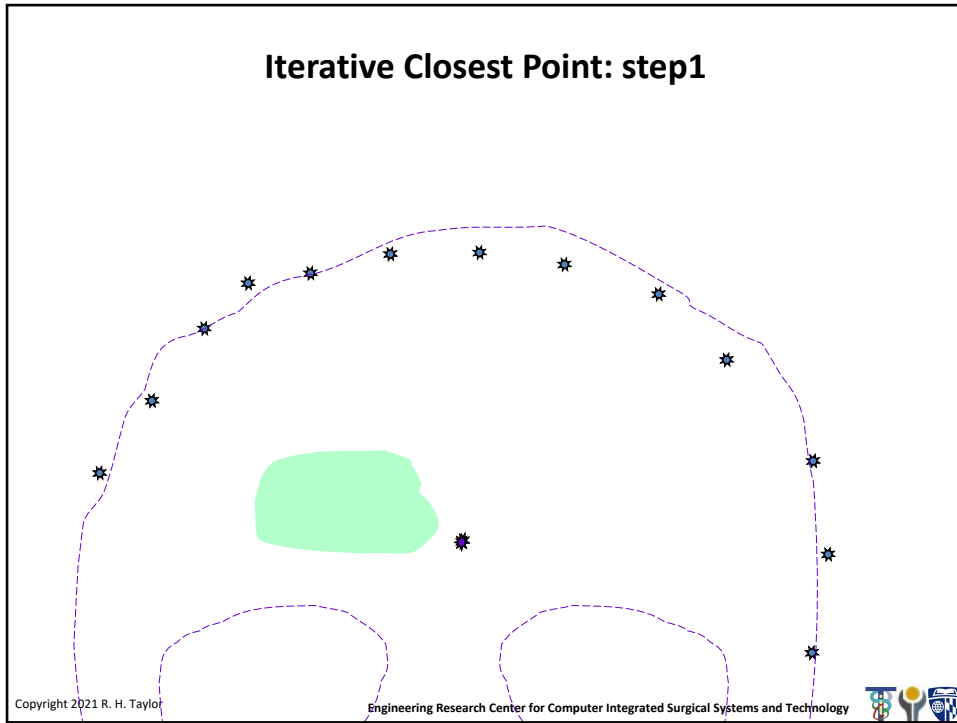 Iterative Closest Point: step1
Copyright 2021 R. H. Taylor
Engineering Research Center for Computer Integrated Surgical Systems and Technology